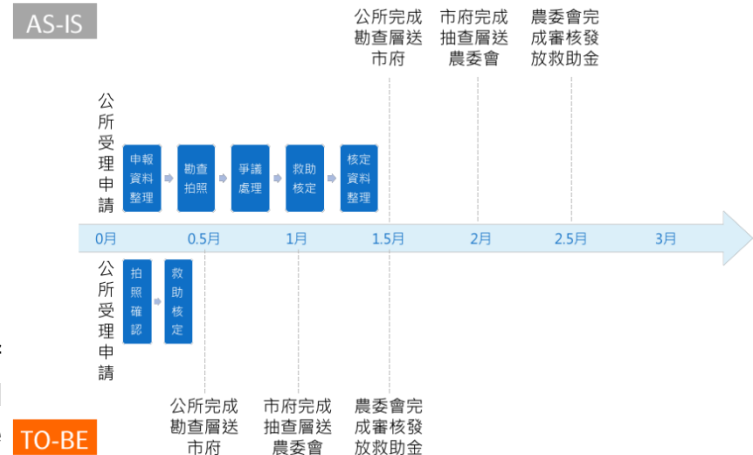 AS-IS
公所完成
勘查層送
市府
市府完成
抽查層送
農委會
農委會完
成審核發
放救助金
公所受理申請
申報
資料
整理
勘查
拍照
爭議
處理
救助
核定
核定
資料
整理
0月
0.5月
1月
1.5月
2月
2.5月
3月
公所受理申請
拍照確認
救助核定
公所完成
勘查層送
市府
市府完成
抽查層送
農委會
農委會完
成審核發
放救助金
TO-BE